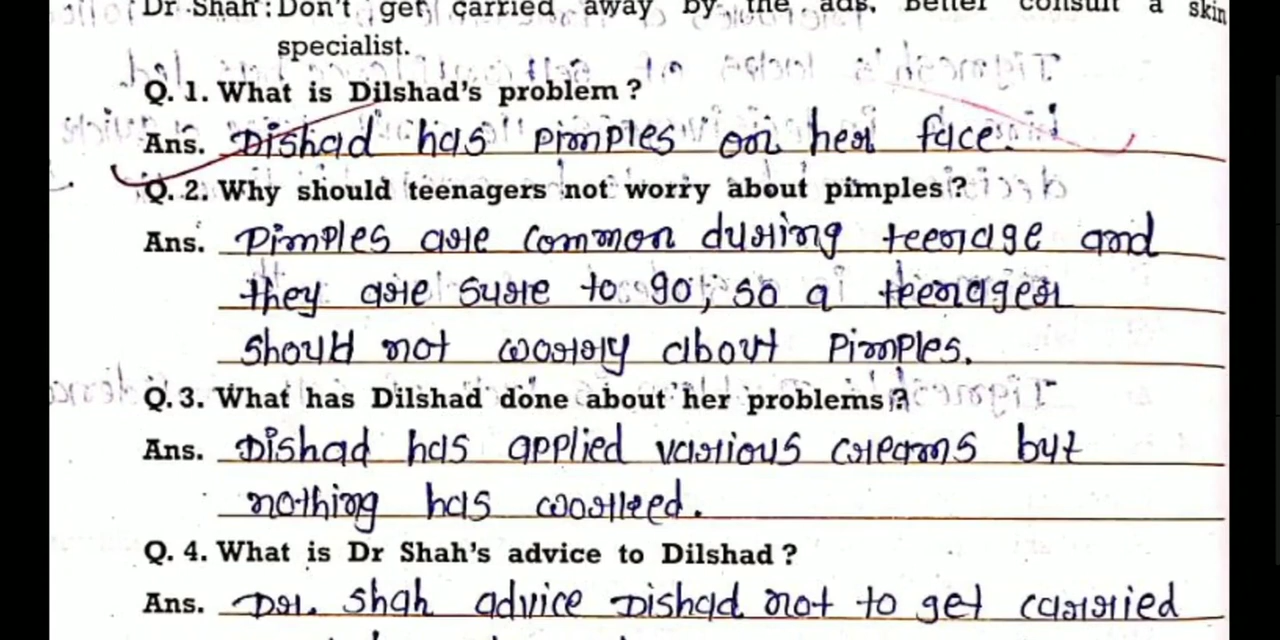 Dr Shah: Don't get carried away by the ads. Better consult a skin
specialist.
Q. 1. What is Dilshad's problem ?
Ans. Dishad has pimples on her face.
Q. 2. Why should teenagers not worry about pimples ?
Ans. Pimples are common during teenage and
they are sure to go, so a teenager
should not worry about pimples.
Q. 3. What has Dilshad done about her problems ?
Ans. Dishad has applied various creams but
nothing has worked.
Q. 4. What is Dr Shah's advice to Dilshad ?
Ans. Dr. Shah advice Dishad not to get carried